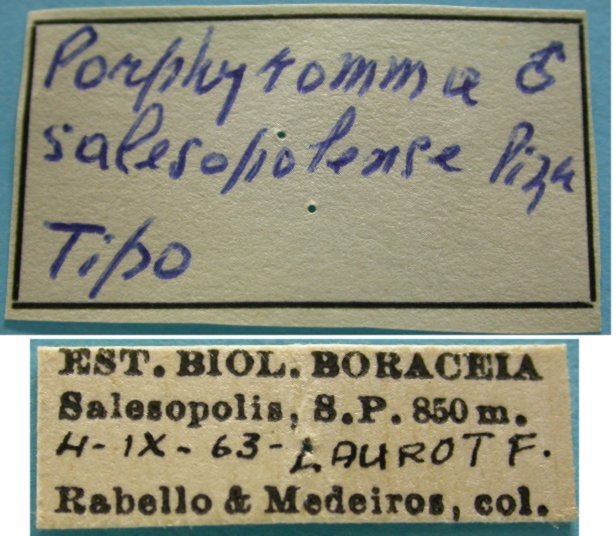 Porphyromma ♂
salesopolense Piza
Tipo
EST. BIOL. BORACEIA
Salesopolis, S.P. 850 m.
4-IX-63-LAUROT F.
Rabello & Medeiros, col.